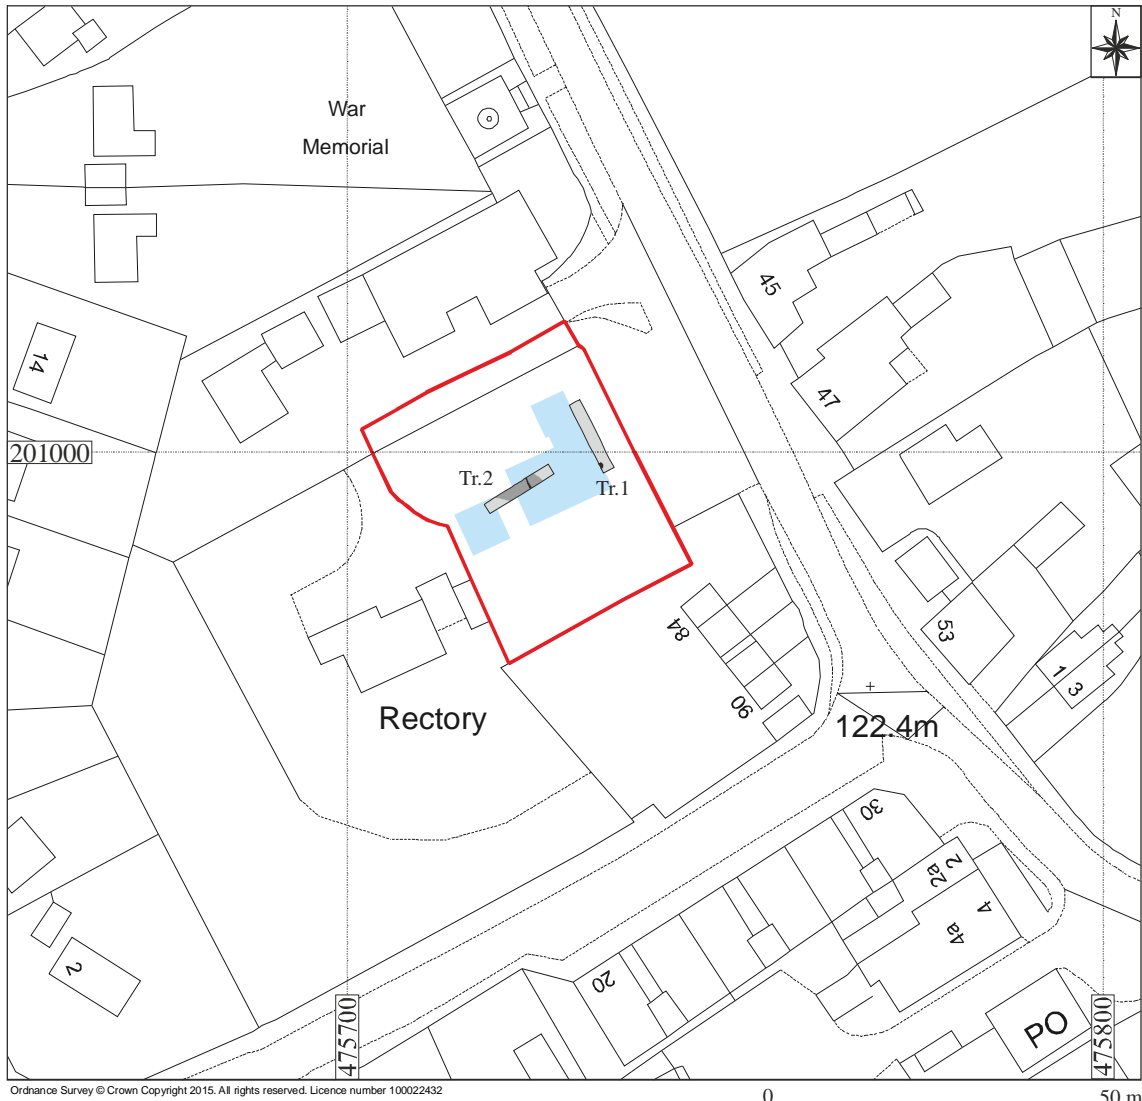 N
War
Memorial
45
14
47
201000
Tr.2
Tr.1
84
53
1
3
90
Rectory
122.4m
30
2
2a
4
4a
2
20
475700
475800
PO
Ordnance Survey © Crown Copyright 2015. All rights reserved. Licence number 100022432
0
50 m